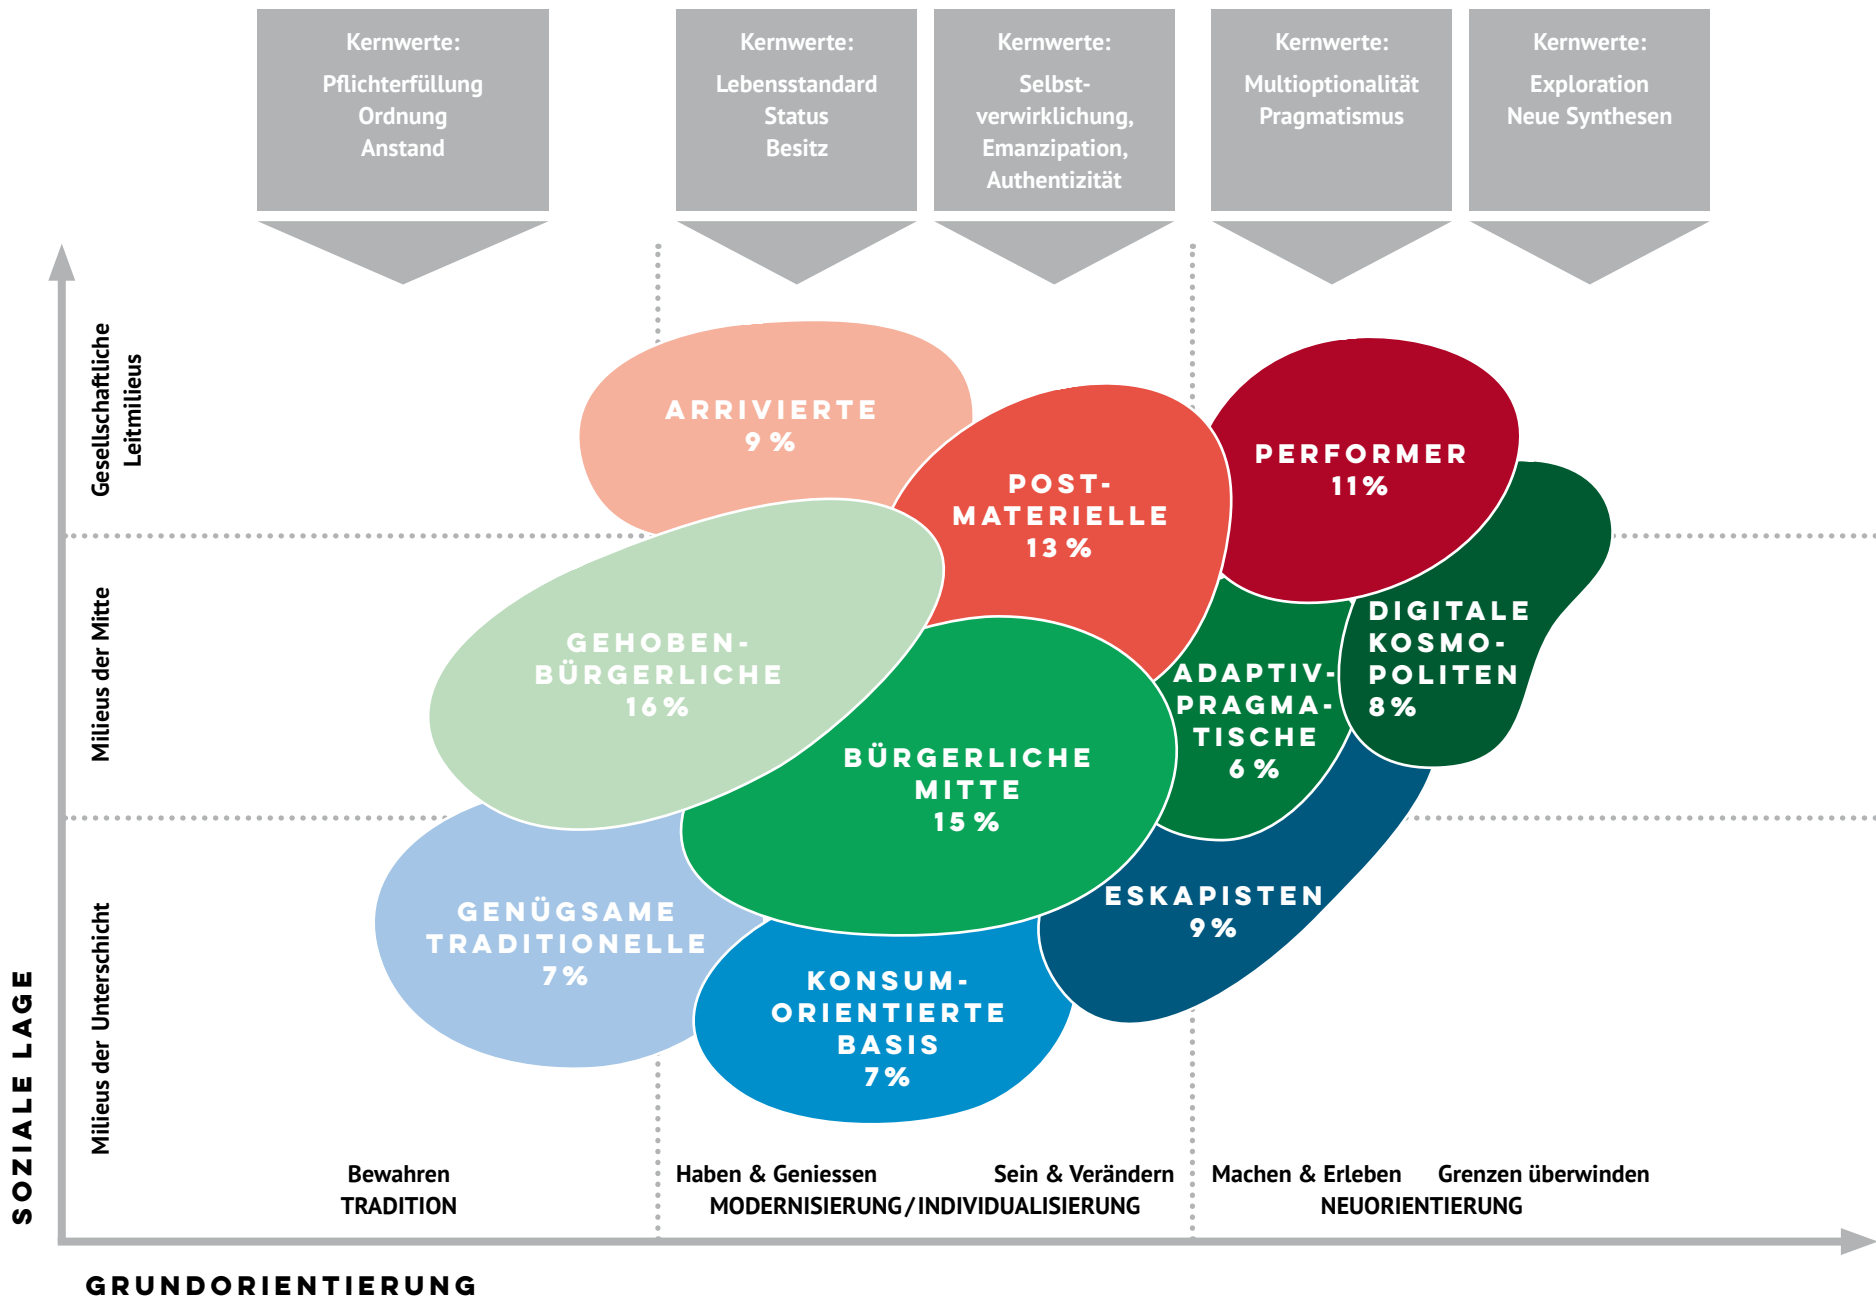 Kernwerte:
Pflichterfüllung
Ordnung
Anstand
Kernwerte:
Lebensstandard
Status
Besitz
Kernwerte:
Selbst-
verwirklichung,
Emanzipation,
Authentizität
Kernwerte:
Multioptionalität
Pragmatismus
Kernwerte:
Exploration
Neue Synthesen
Gesellschaftliche
Leitmilieus
Milieus der Mitte
Milieus der Unterschicht
SOZIALE LAGE
ARRIVIERTE
9 %
POST-
MATERIELLE
13 %
PERFORMER
11 %
GEHOBEN-
BÜRGERLICHE
16 %
BÜRGERLICHE
MITTE
15 %
ADAPTIV-
PRAGMA-
TISCHE
6 %
DIGITALE
KOSMO-
POLITEN
8 %
GENÜGSAME
TRADITIONELLE
7 %
KONSUM-
ORIENTIERTE
BASIS
7 %
ESKAPISTEN
9 %
Bewahren
TRADITION
Haben & Geniessen
Sein & Verändern
MODERNISIERUNG / INDIVIDUALISIERUNG
Machen & Erleben
Grenzen überwinden
NEUORIENTIERUNG
GRUNDORIENTIERUNG